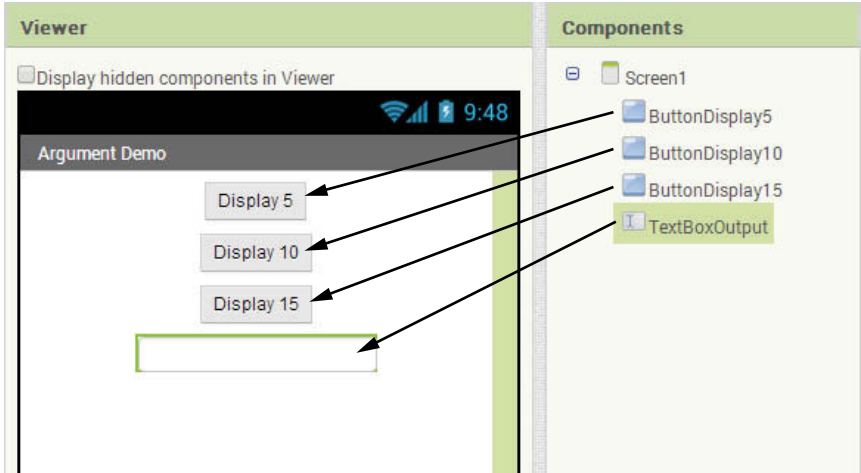 Viewer
Display hidden components in Viewer
9:48
Argument Demo
Display 5
Display 10
Display 15
Components
Screen1
ButtonDisplay5
ButtonDisplay10
ButtonDisplay15
TextBoxOutput